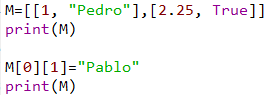 M=[[1, "Pedro"],[2.25, True]]
print(M)
M[0][1]="Pablo"
print(M)